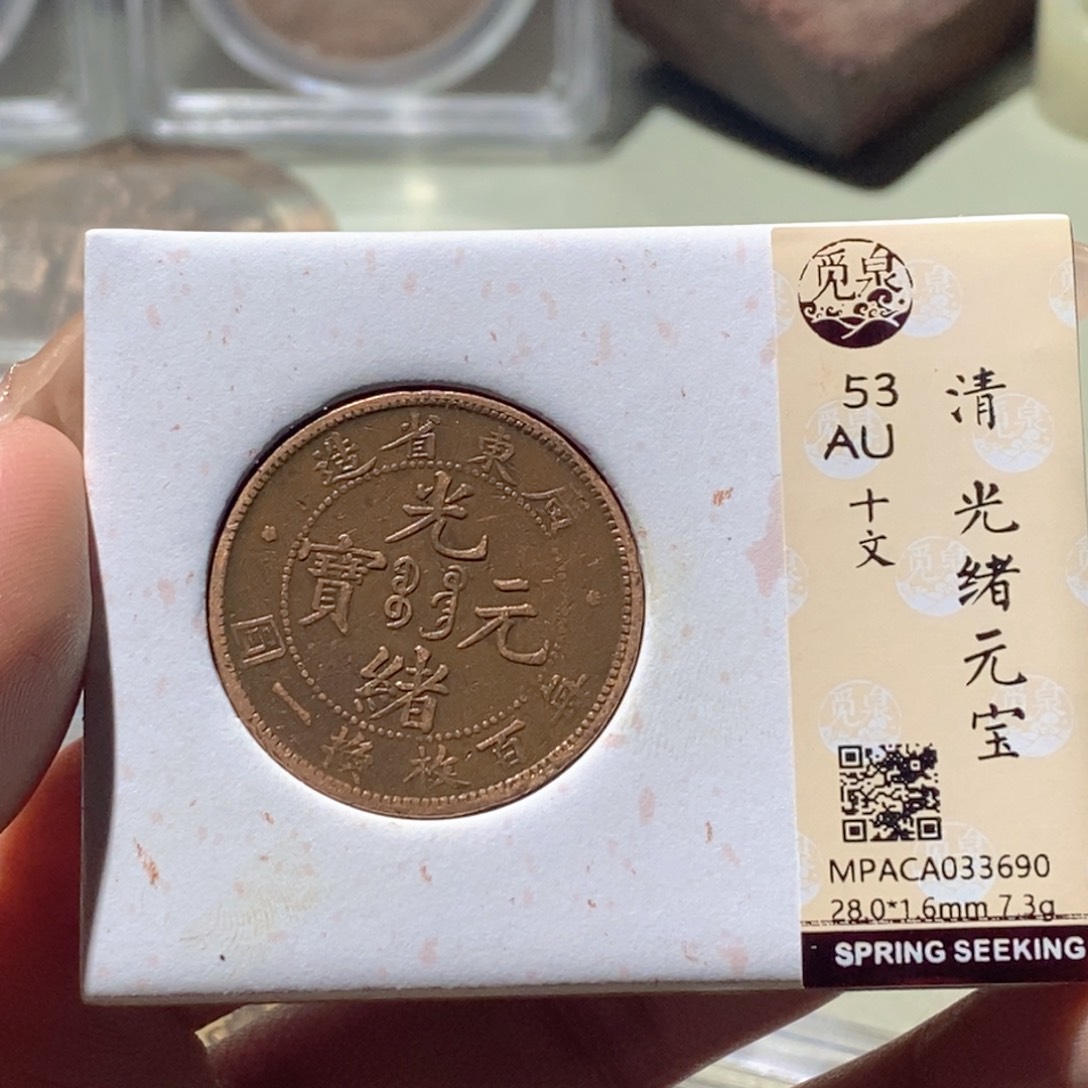 廣東省造
光緒元寶
每百枚換一圓
觅泉
53
AU
十文
清 光绪元宝
MPACA033690
28.0*1.6mm 7.3g
SPRING SEEKING